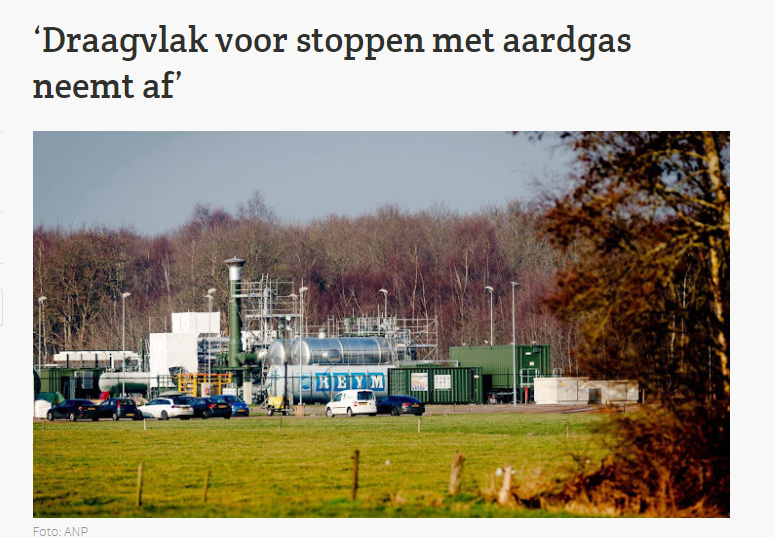 ‘Draagvlak voor stoppen met aardgas
neemt af’
REYM
Foto: ANP